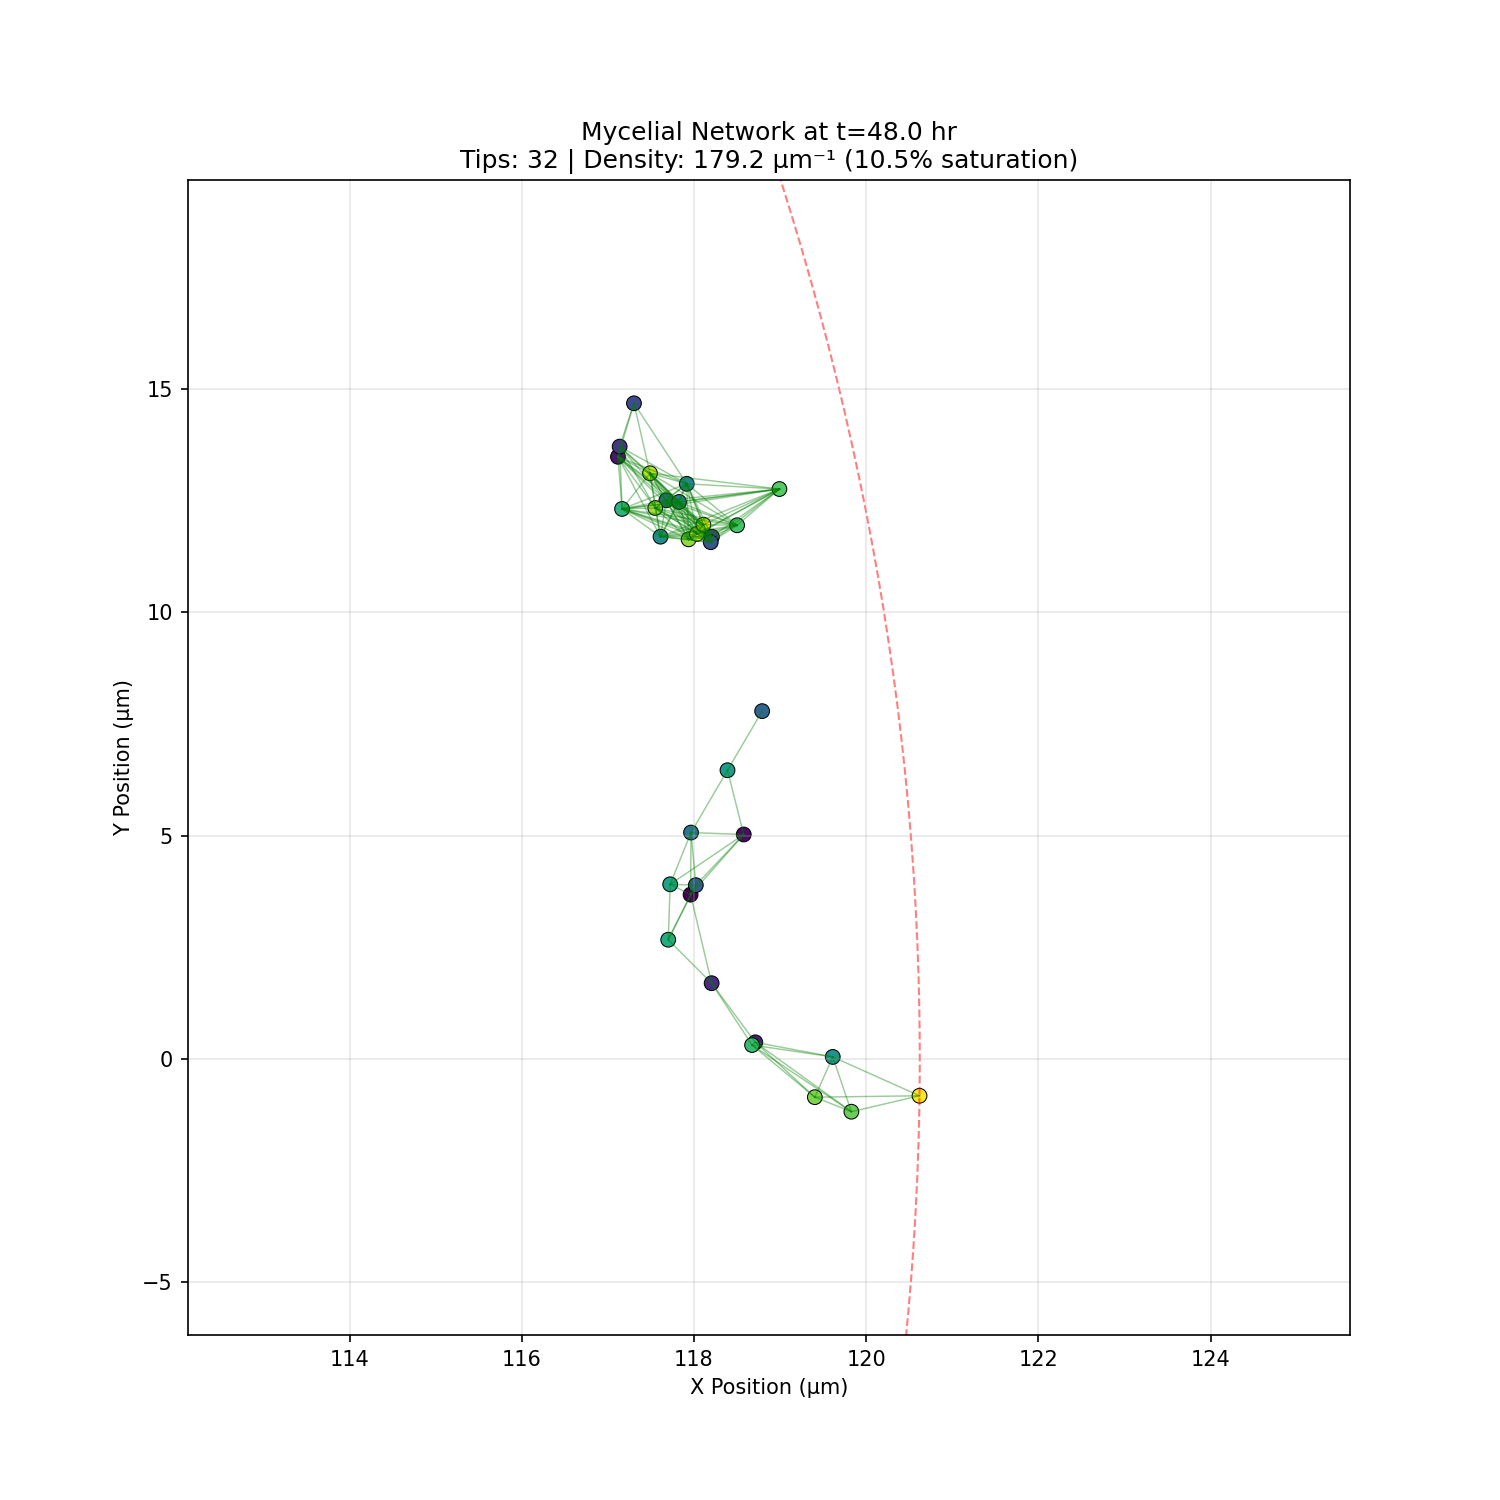 Mycelial Network at t=48.0 hr
Tips: 32 | Density: 179.2 μm⁻¹ (10.5% saturation)
15
10
5
0
−5
Y Position (μm)
114 116 118 120 122 124
X Position (μm)